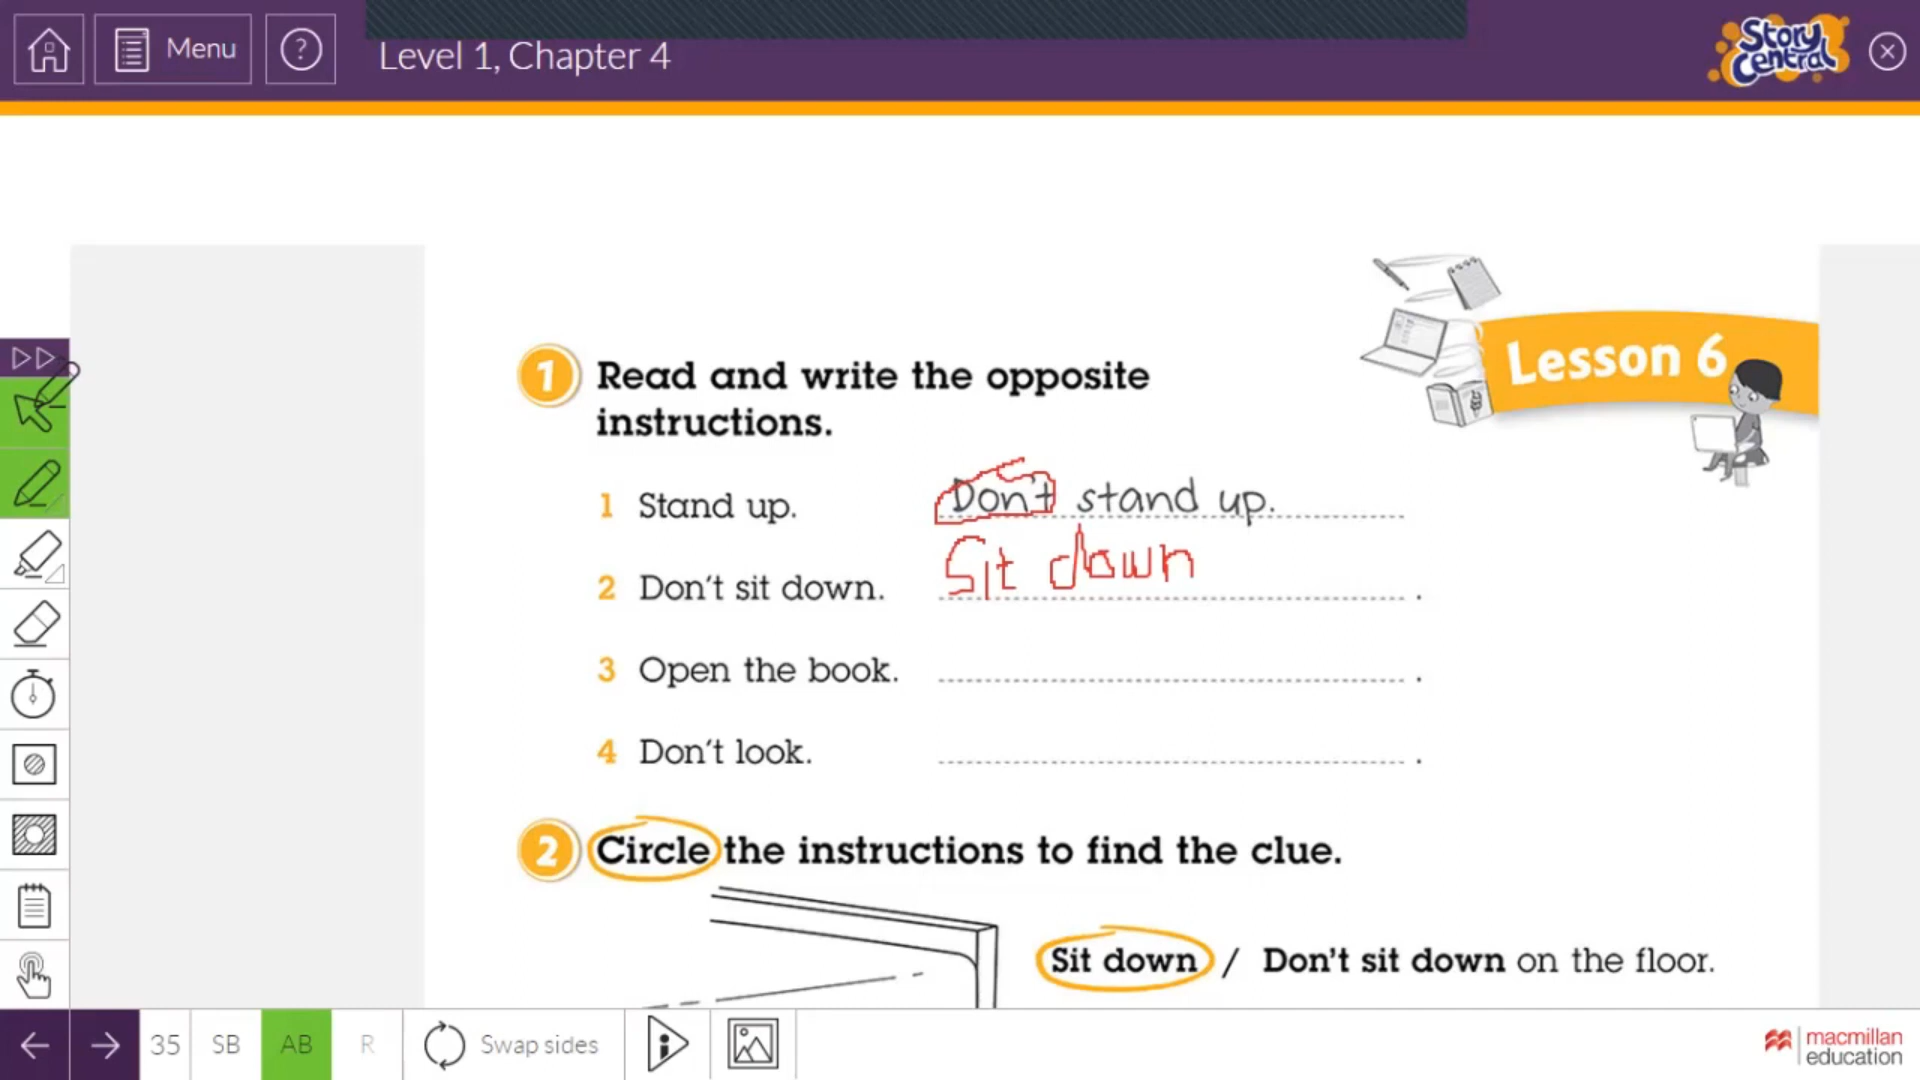 Menu
?
Level 1, Chapter 4
Story Central
Lesson 6
1 Read and write the opposite
instructions.
1 Stand up. Don't stand up.
2 Don't sit down. Sit down .
3 Open the book. .
4 Don't look. .
2 Circle the instructions to find the clue.
Sit down / Don't sit down on the floor.
35 SB AB R Swap sides
macmillan
education